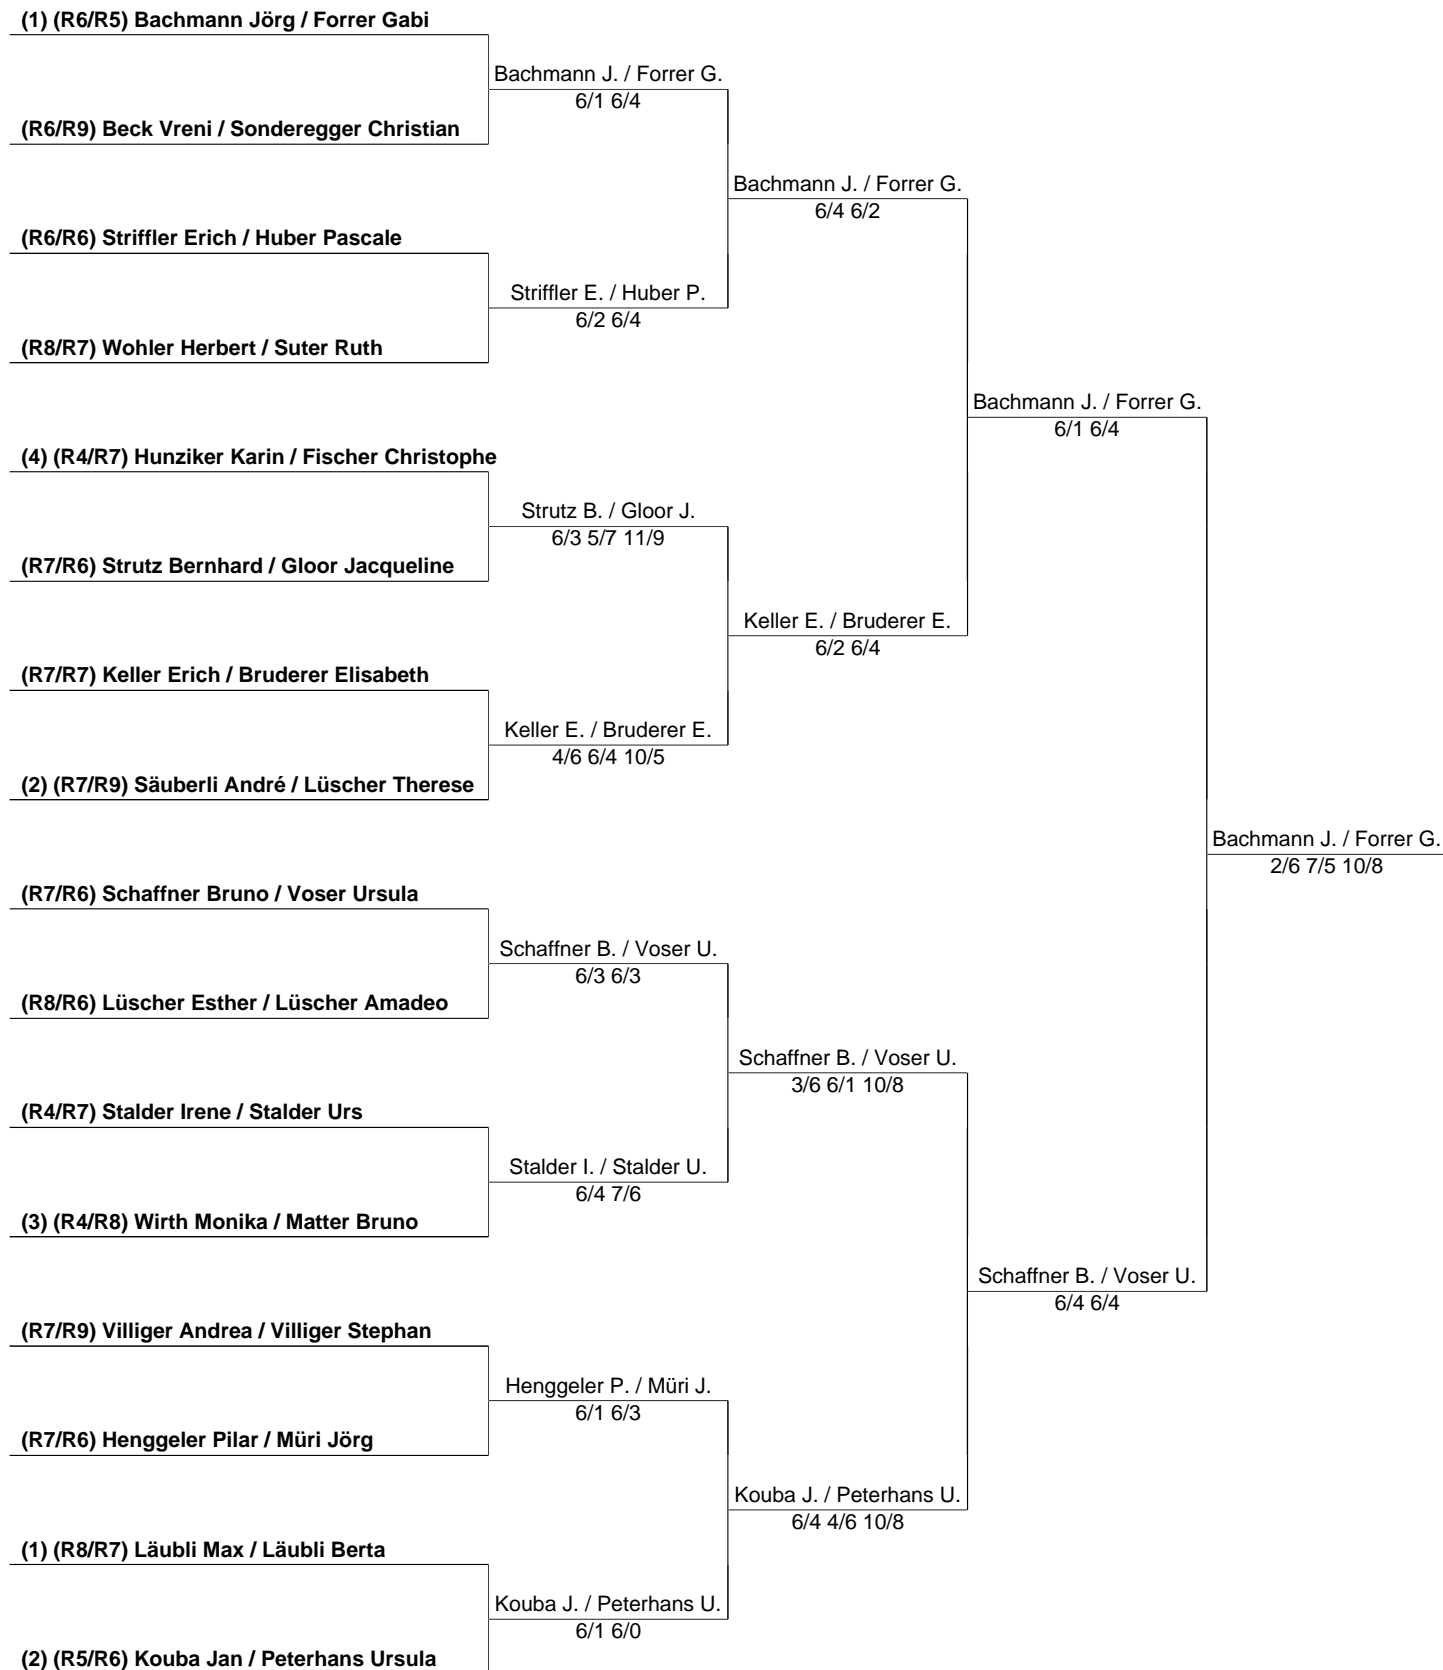 (1) (R6/R5) Bachmann Jörg / Forrer Gabi
Bachmann J. / Forrer G.
6/1 6/4
(R6/R9) Beck Vreni / Sonderegger Christian
Bachmann J. / Forrer G.
6/4 6/2
(R6/R6) Striffler Erich / Huber Pascale
Striffler E. / Huber P.
6/2 6/4
(R8/R7) Wohler Herbert / Suter Ruth
Bachmann J. / Forrer G.
6/1 6/4
(4) (R4/R7) Hunziker Karin / Fischer Christophe
Strutz B. / Gloor J.
6/3 5/7 11/9
(R7/R6) Strutz Bernhard / Gloor Jacqueline
Keller E. / Bruderer E.
6/2 6/4
(R7/R7) Keller Erich / Bruderer Elisabeth
Keller E. / Bruderer E.
4/6 6/4 10/5
(2) (R7/R9) Säuberli André / Lüscher Therese
Bachmann J. / Forrer G.
2/6 7/5 10/8
(R7/R6) Schaffner Bruno / Voser Ursula
Schaffner B. / Voser U.
6/3 6/3
(R8/R6) Lüscher Esther / Lüscher Amadeo
Schaffner B. / Voser U.
3/6 6/1 10/8
(R4/R7) Stalder Irene / Stalder Urs
Stalder I. / Stalder U.
6/4 7/6
(3) (R4/R8) Wirth Monika / Matter Bruno
Schaffner B. / Voser U.
6/4 6/4
(R7/R9) Villiger Andrea / Villiger Stephan
Henggeler P. / Müri J.
6/1 6/3
(R7/R6) Henggeler Pilar / Müri Jörg
Kouba J. / Peterhans U.
6/4 4/6 10/8
(1) (R8/R7) Läubli Max / Läubli Berta
Kouba J. / Peterhans U.
6/1 6/0
(2) (R5/R6) Kouba Jan / Peterhans Ursula